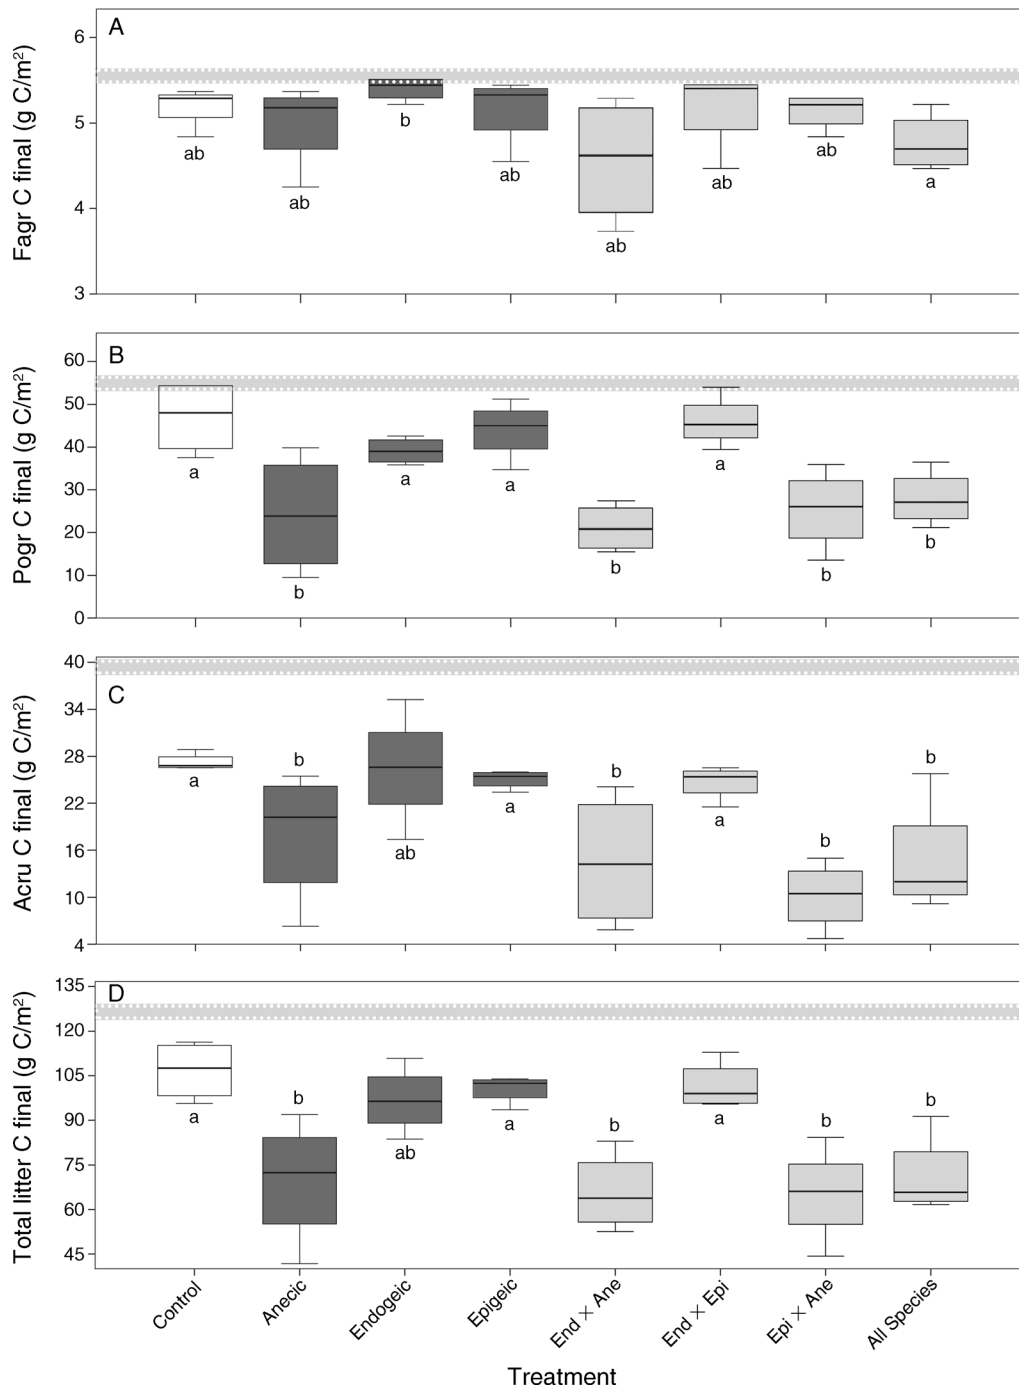 A
Fagr C final (g C/m²)
6
5
4
3
ab
ab
b
ab
ab
ab
ab
a
B
Pogr C final (g C/m²)
60
50
40
30
20
10
0
a
b
a
a
b
a
b
b
C
Acru C final (g C/m²)
40
34
28
22
16
10
4
a
b
ab
a
b
a
b
b
D
Total litter C final (g C/m²)
135
120
105
90
75
60
45
a
b
ab
a
b
a
b
b
Control
Anecic
Endogeic
Epigeic
End × Ane
End × Epi
Epi × Ane
All Species
Treatment